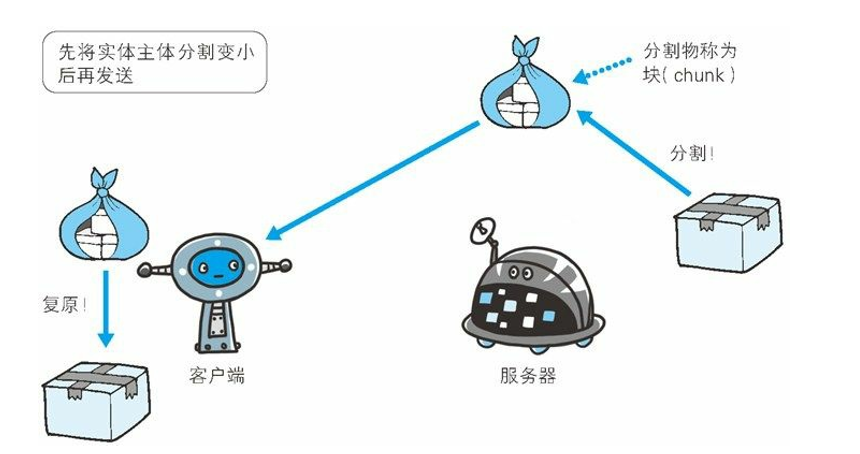 先将实体主体分割变小
后再发送
分割物称为
块( chunk )
分割!
复原!
客户端
服务器